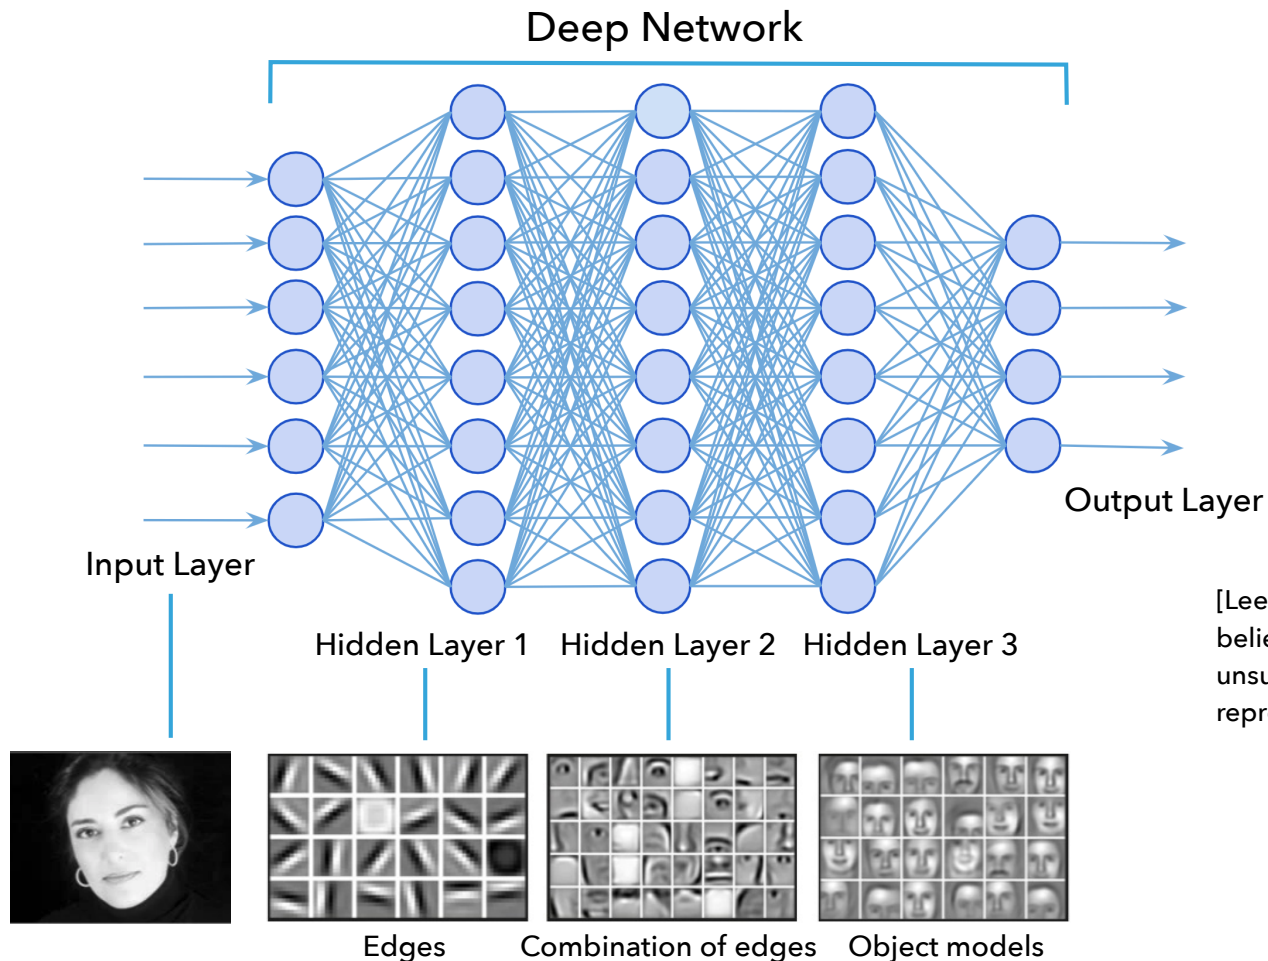 Deep Network
Input Layer
Output Layer
Hidden Layer 1
Hidden Layer 2
Hidden Layer 3
[Lee
Edges
Combination of edges
Object models